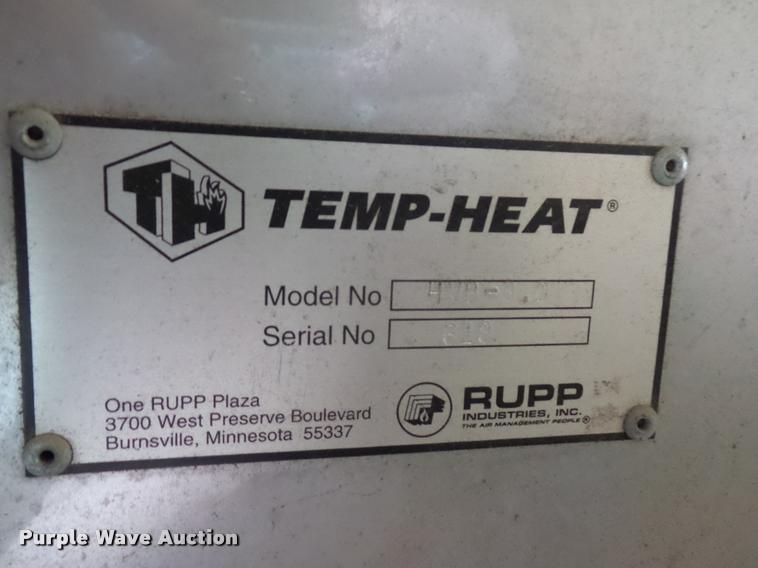 TH TEMP-HEAT®
Model No
Serial No
One RUPP Plaza
3700 West Preserve Boulevard
Burnsville, Minnesota 55337
RUPP
INDUSTRIES, INC.
THE AIR MANAGEMENT PEOPLE®
Purple Wave Auction